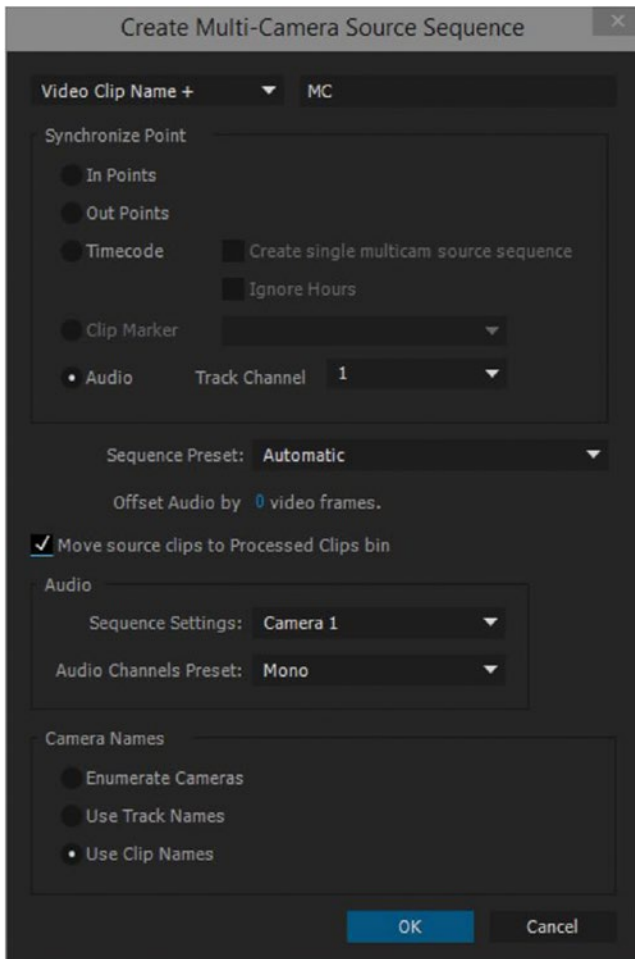 Create Multi-Camera Source Sequence
Video Clip Name + MC
Synchronize Point
In Points
Out Points
Timecode Create single multicam source sequence
Ignore Hours
Clip Marker
Audio Track Channel 1
Sequence Preset: Automatic
Offset Audio by 0 video frames.
Move source clips to Processed Clips bin
Audio
Sequence Settings: Camera 1
Audio Channels Preset: Mono
Camera Names
Enumerate Cameras
Use Track Names
Use Clip Names
OK Cancel